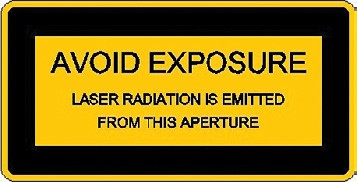 AVOID EXPOSURE
LASER RADIATION IS EMITTED
FROM THIS APERTURE